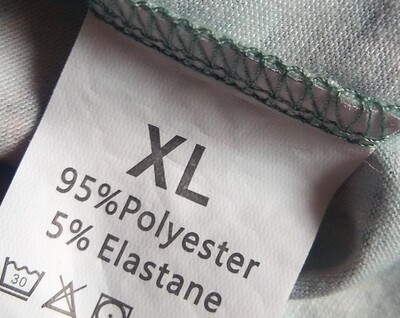 XL
95%Polyester
5% Elastane
30